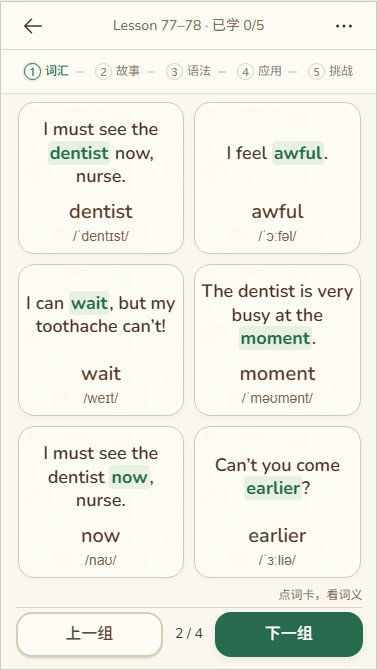 Lesson 77–78 · 已学 0/5
1 词汇 2 故事 3 语法 4 应用 5 挑战
I must see the
dentist now,
nurse.
dentist
/ˈdentɪst/
I feel awful.
awful
/ˈɔːfəl/
I can wait, but my
toothache can't!
wait
/weɪt/
The dentist is very
busy at the
moment.
moment
/ˈməʊmənt/
I must see the
dentist now,
nurse.
now
/naʊ/
Can't you come
earlier?
earlier
/ˈɜːliə/
点词卡，看词义
上一组
2 / 4
下一组